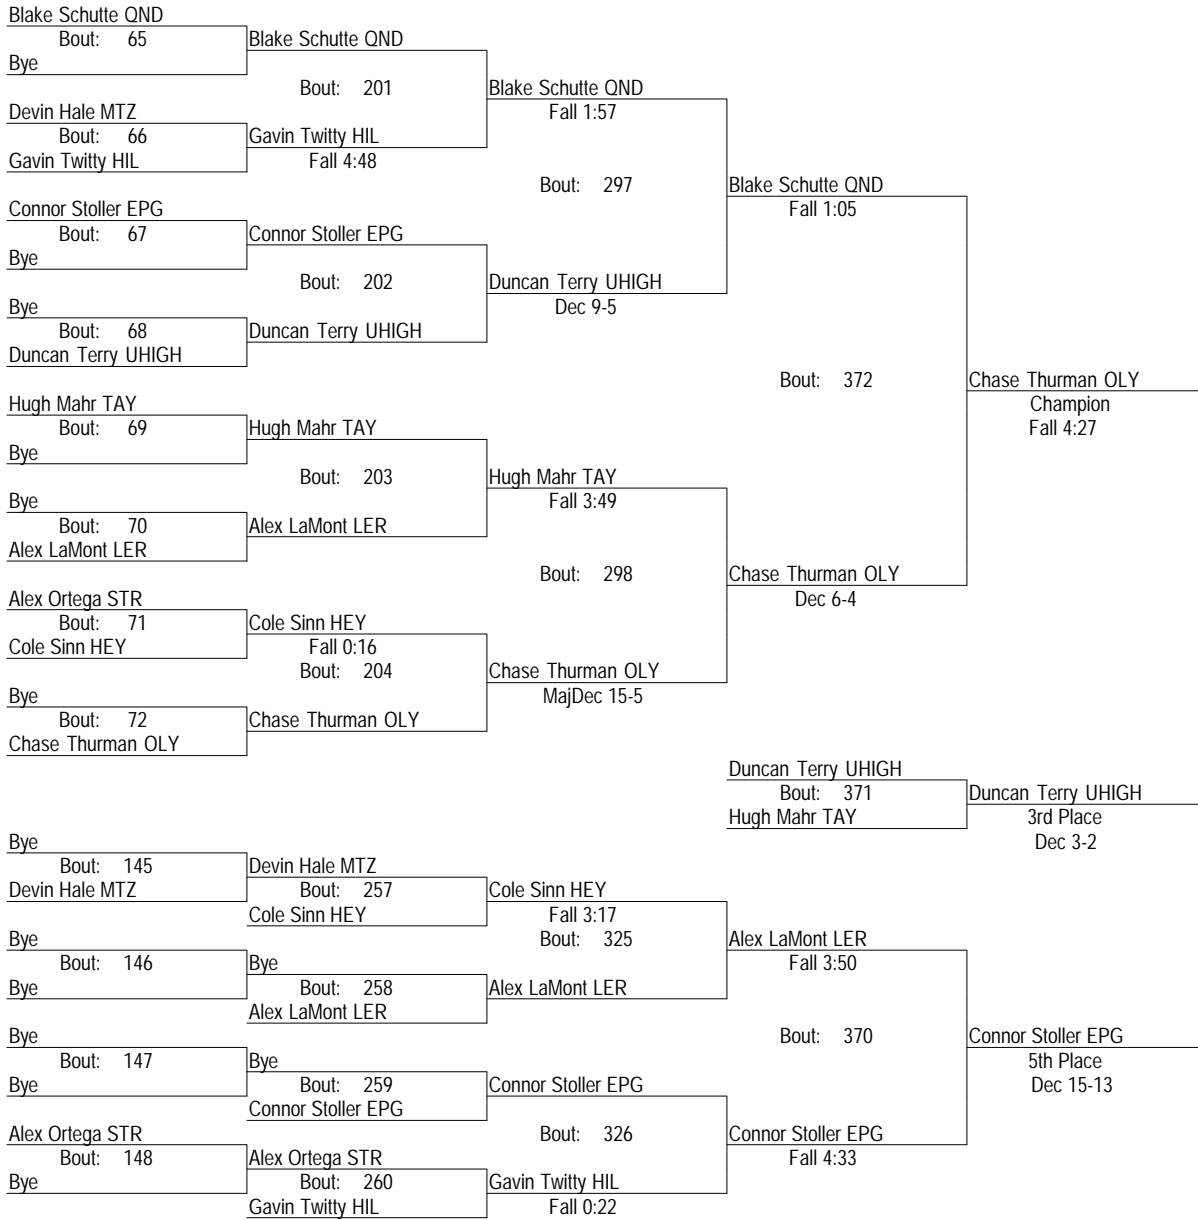 Blake Schutte QND
Bout: 65
Blake Schutte QND
Bye
Bout: 201
Blake Schutte QND
Fall 1:57
Devin Hale MTZ
Bout: 66
Gavin Twitty HIL
Gavin Twitty HIL
Fall 4:48
Bout: 297
Blake Schutte QND
Fall 1:05
Connor Stoller EPG
Bout: 67
Connor Stoller EPG
Bye
Bout: 202
Duncan Terry UHIGH
Dec 9-5
Bye
Bout: 68
Duncan Terry UHIGH
Duncan Terry UHIGH
Bout: 372
Chase Thurman OLY
Champion
Fall 4:27
Hugh Mahr TAY
Bout: 69
Hugh Mahr TAY
Bye
Bout: 203
Hugh Mahr TAY
Fall 3:49
Bye
Bout: 70
Alex LaMont LER
Alex LaMont LER
Bout: 298
Chase Thurman OLY
Dec 6-4
Alex Ortega STR
Bout: 71
Cole Sinn HEY
Cole Sinn HEY
Fall 0:16
Bout: 204
Chase Thurman OLY
MajDec 15-5
Bye
Bout: 72
Chase Thurman OLY
Chase Thurman OLY
Duncan Terry UHIGH
Bout: 371
Duncan Terry UHIGH
Hugh Mahr TAY
3rd Place
Dec 3-2
Bye
Bout: 145
Devin Hale MTZ
Devin Hale MTZ
Bout: 257
Cole Sinn HEY
Cole Sinn HEY
Fall 3:17
Bye
Bout: 325
Alex LaMont LER
Fall 3:50
Bout: 146
Bye
Bye
Bout: 258
Alex LaMont LER
Alex LaMont LER
Bye
Bout: 370
Connor Stoller EPG
5th Place
Dec 15-13
Bout: 147
Bye
Bye
Bout: 259
Connor Stoller EPG
Connor Stoller EPG
Alex Ortega STR
Bout: 326
Connor Stoller EPG
Fall 4:33
Bout: 148
Alex Ortega STR
Bye
Bout: 260
Gavin Twitty HIL
Gavin Twitty HIL
Fall 0:22